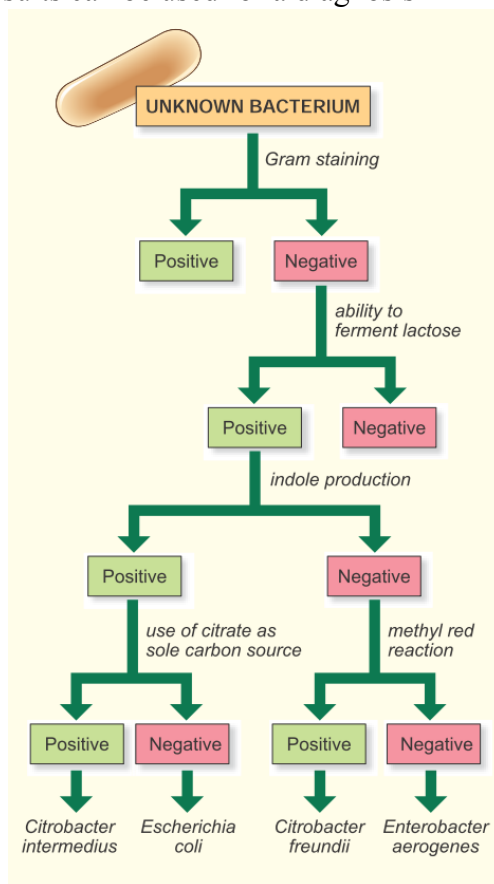 UNKNOWN BACTERIUM
Gram staining
Positive
Negative
ability to
ferment lactose
Positive
Negative
indole production
Positive
Negative
use of citrate as
sole carbon source
methyl red
reaction
Positive
Negative
Positive
Negative
Citrobacter
intermedius
Escherichia
coli
Citrobacter
freundii
Enterobacter
aerogenes